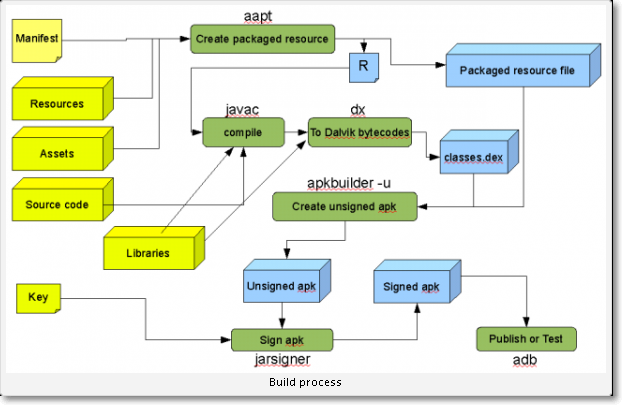 aapt
Manifest
Create packaged resource
R
Packaged resource file
Resources
javac
dx
compile
To Dalvik bytecodes
Assets
classes.dex
apkbuilder -u
Source code
Create unsigned apk
Libraries
Unsigned apk
Signed apk
Key
Sign apk
Publish or Test
jarsigner
adb
Build process